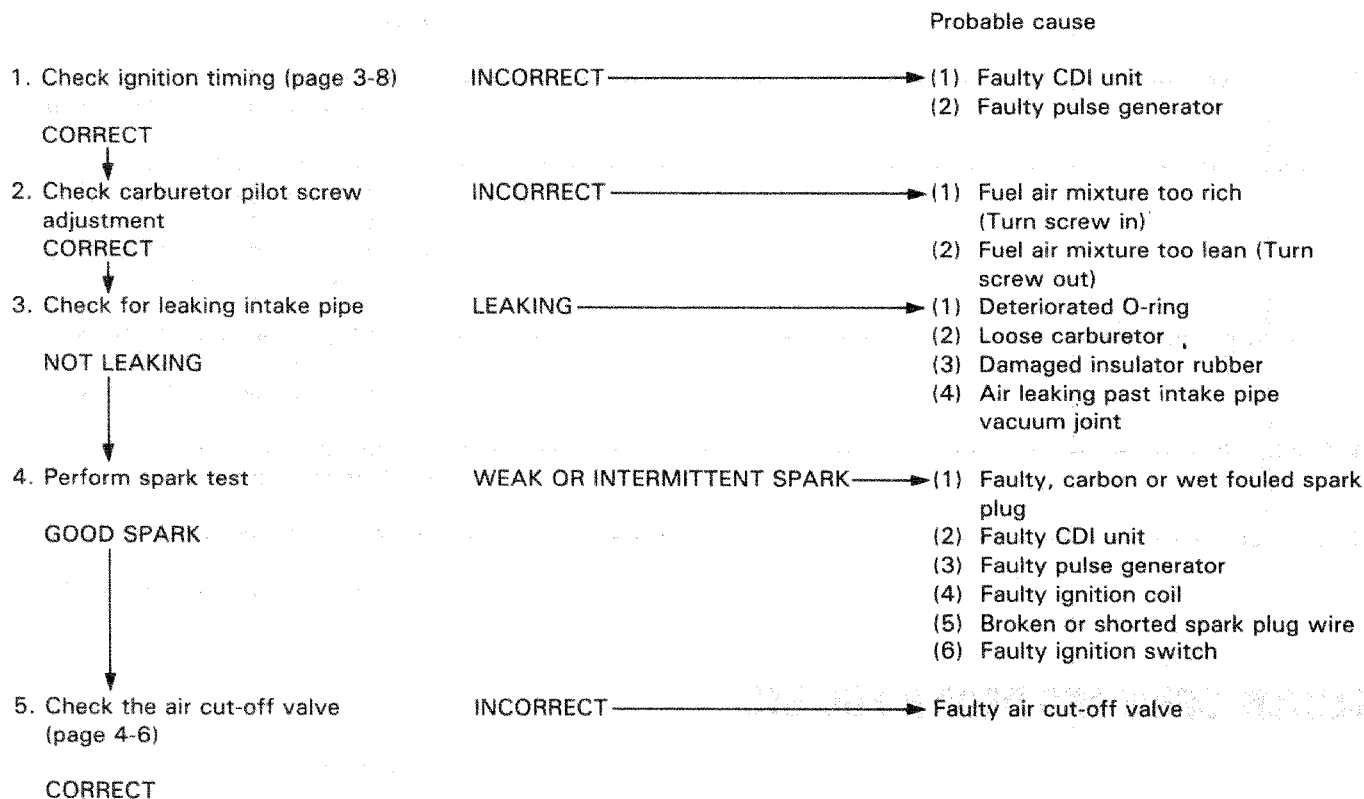 Probable cause
1. Check ignition timing (page 3-8) INCORRECT (1) Faulty CDI unit
(2) Faulty pulse generator
CORRECT
2. Check carburetor pilot screw INCORRECT (1) Fuel air mixture too rich
adjustment (Turn screw in)
CORRECT (2) Fuel air mixture too lean (Turn
screw out)
3. Check for leaking intake pipe LEAKING (1) Deteriorated O-ring
(2) Loose carburetor
NOT LEAKING (3) Damaged insulator rubber
(4) Air leaking past intake pipe
vacuum joint
4. Perform spark test WEAK OR INTERMITTENT SPARK (1) Faulty, carbon or wet fouled spark
plug
GOOD SPARK (2) Faulty CDI unit
(3) Faulty pulse generator
(4) Faulty ignition coil
(5) Broken or shorted spark plug wire
(6) Faulty ignition switch
5. Check the air cut-off valve INCORRECT Faulty air cut-off valve
(page 4-6)
CORRECT